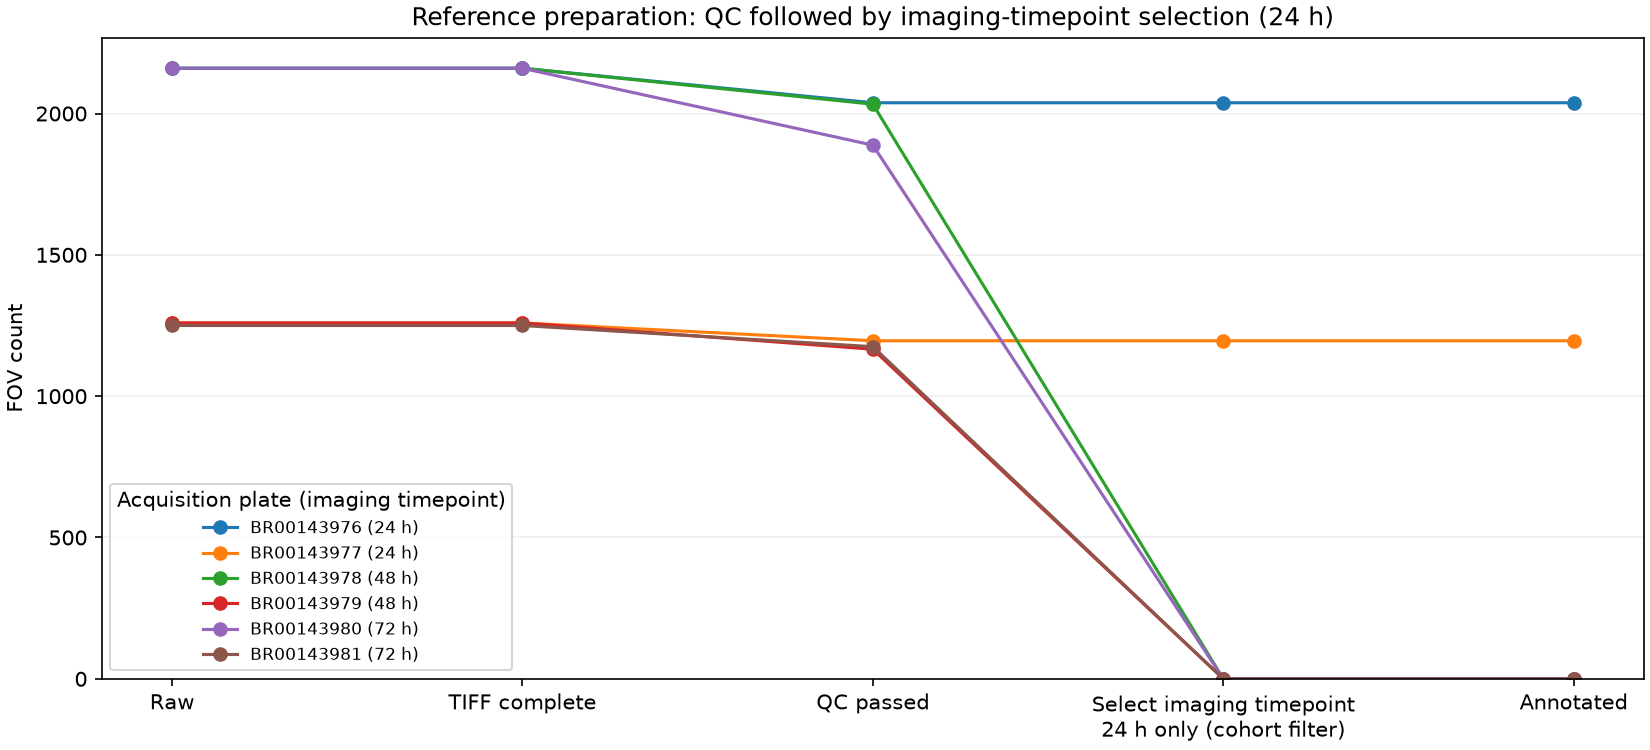 Reference preparation: QC followed by imaging-timepoint selection (24 h)
FOV count
2000
1500
1000
500
0
Acquisition plate (imaging timepoint)
BR00143976 (24 h)
BR00143977 (24 h)
BR00143978 (48 h)
BR00143979 (48 h)
BR00143980 (72 h)
BR00143981 (72 h)
Raw
TIFF complete
QC passed
Select imaging timepoint
24 h only (cohort filter)
Annotated